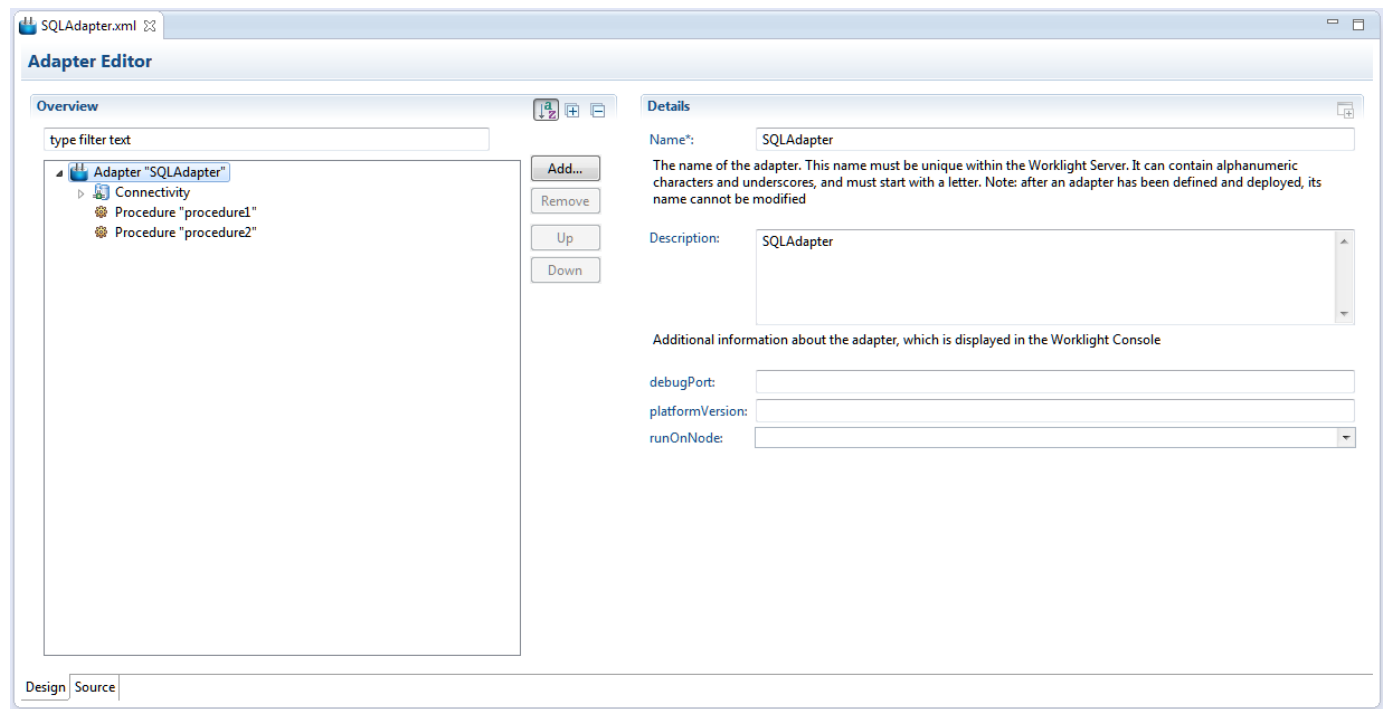 SQLAdapter.xml
Adapter Editor
Overview
type filter text
Adapter "SQLAdapter"
Connectivity
Procedure "procedure1"
Procedure "procedure2"
Add...
Remove
Up
Down
Details
Name*: SQLAdapter
The name of the adapter. This name must be unique within the Worklight Server. It can contain alphanumeric
characters and underscores, and must start with a letter. Note: after an adapter has been defined and deployed, its
name cannot be modified
Description: SQLAdapter
Additional information about the adapter, which is displayed in the Worklight Console
debugPort:
platformVersion:
runOnNode:
Design Source